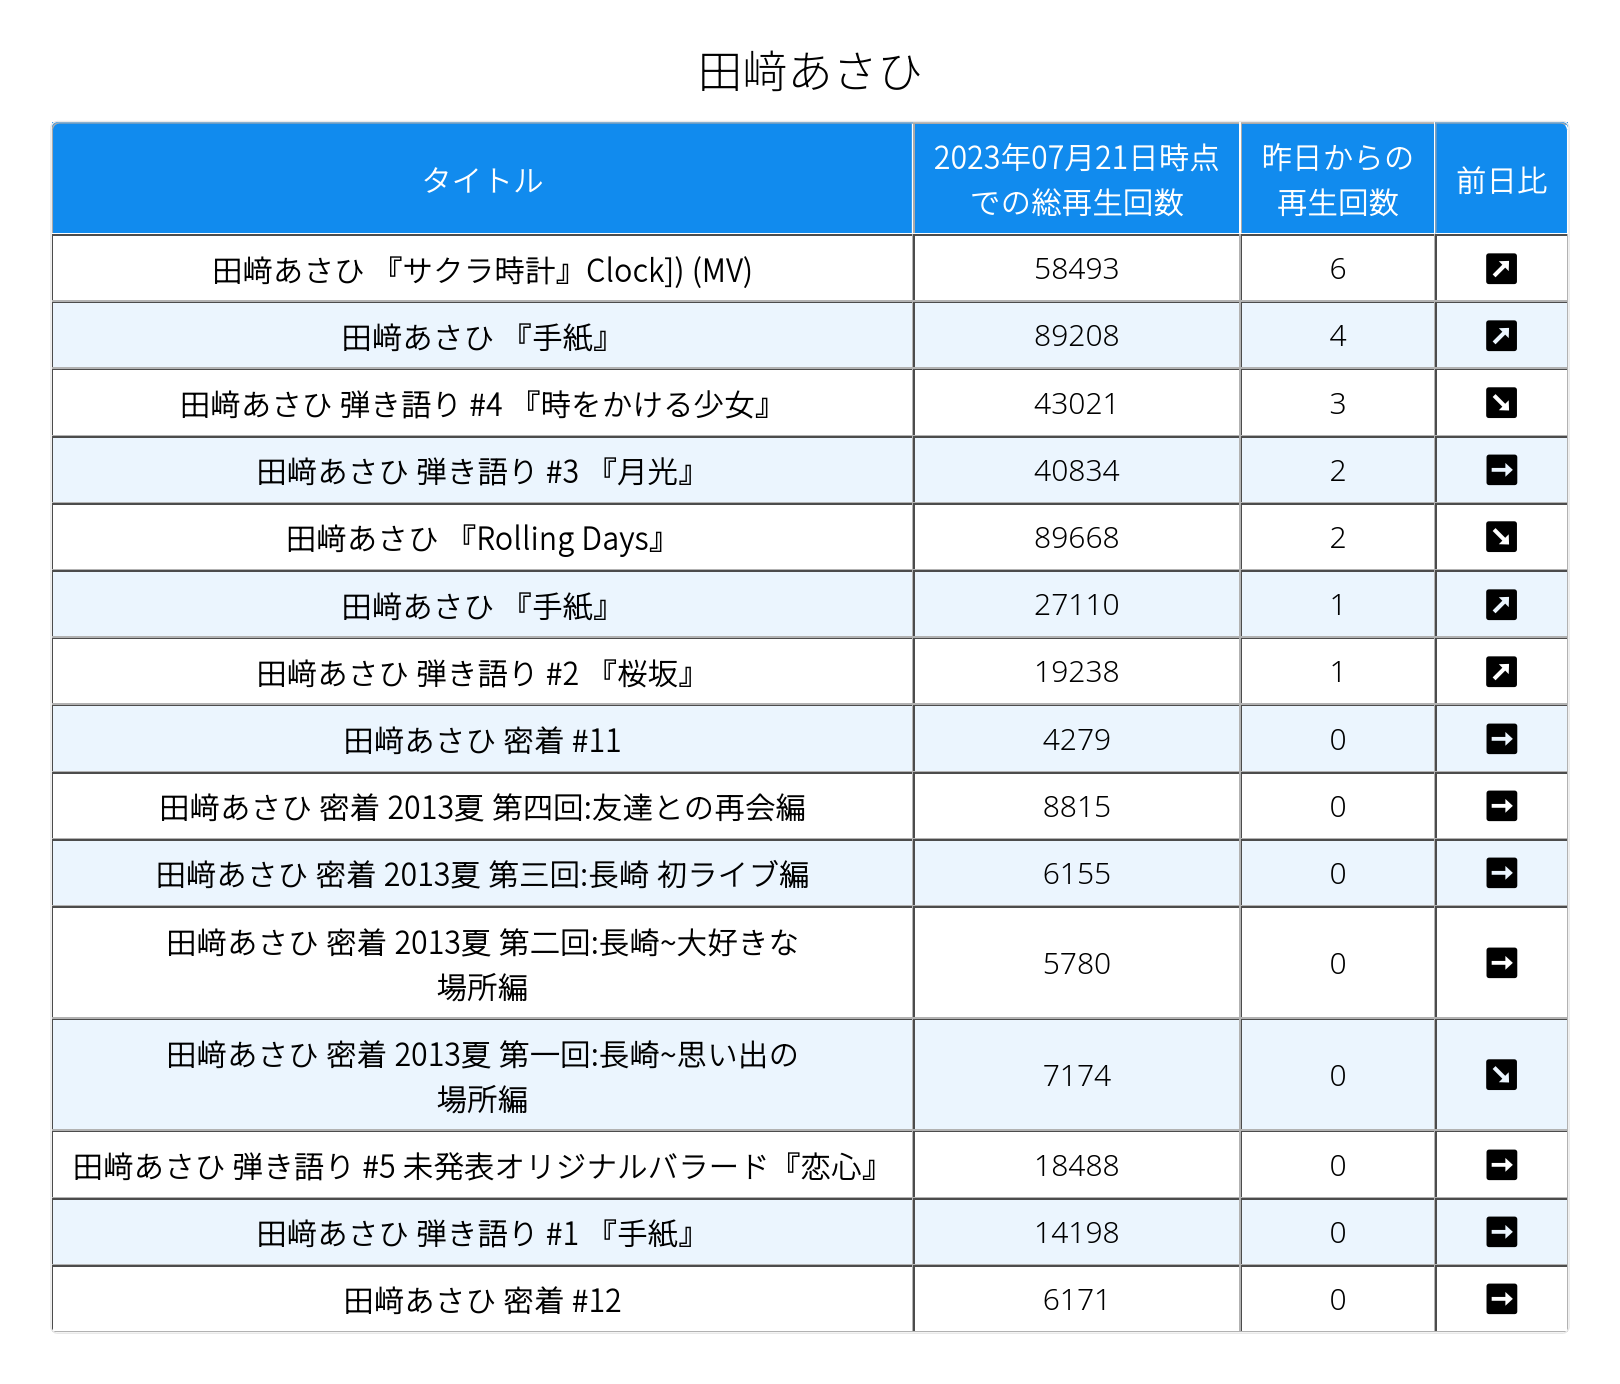 田﨑あさひ
タイトル
2023年07月21日時点
での総再生回数
昨日からの
再生回数
前日比
田﨑あさひ 『サクラ時計』Clock]) (MV) 58493 6 ↗
田﨑あさひ 『手紙』 89208 4 ↗
田﨑あさひ 弾き語り #4 『時をかける少女』 43021 3 ↘
田﨑あさひ 弾き語り #3 『月光』 40834 2 →
田﨑あさひ 『Rolling Days』 89668 2 ↘
田﨑あさひ 『手紙』 27110 1 ↗
田﨑あさひ 弾き語り #2 『桜坂』 19238 1 ↗
田﨑あさひ 密着 #11 4279 0 →
田﨑あさひ 密着 2013夏 第四回:友達との再会編 8815 0 →
田﨑あさひ 密着 2013夏 第三回:長崎 初ライブ編 6155 0 →
田﨑あさひ 密着 2013夏 第二回:長崎~大好きな
場所編 5780 0 →
田﨑あさひ 密着 2013夏 第一回:長崎~思い出の
場所編 7174 0 ↘
田﨑あさひ 弾き語り #5 未発表オリジナルバラード『恋心』 18488 0 →
田﨑あさひ 弾き語り #1 『手紙』 14198 0 →
田﨑あさひ 密着 #12 6171 0 →